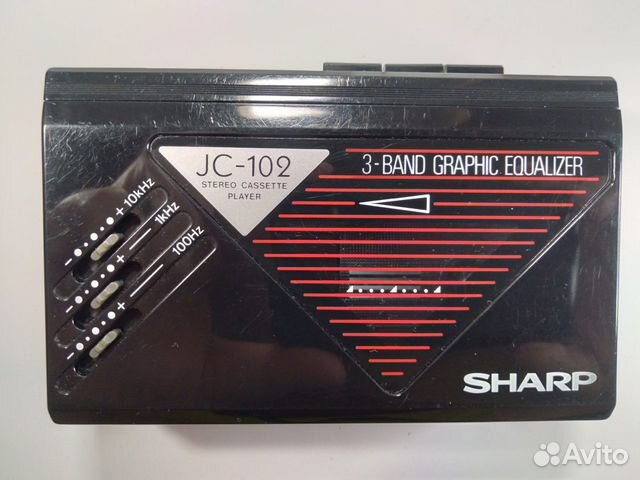 JC-102
STEREO CASSETTE
PLAYER
3-BAND GRAPHIC EQUALIZER
- + 10kHz
- + 1kHz
- + 100Hz
SHARP
Avito